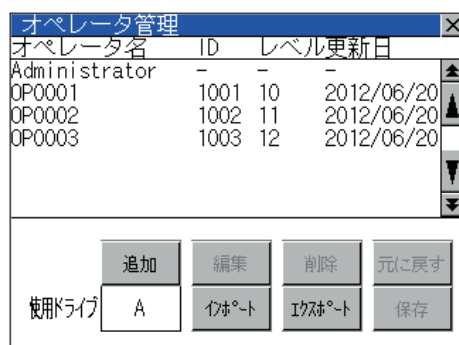 オペレータ管理
オペレータ名 ID レベル 更新日
Administrator - - -
OP0001 1001 10 2012/06/20
OP0002 1002 11 2012/06/20
OP0003 1003 12 2012/06/20
追加 編集 削除 元に戻す
使用ドライブ A インポート エクスポート 保存